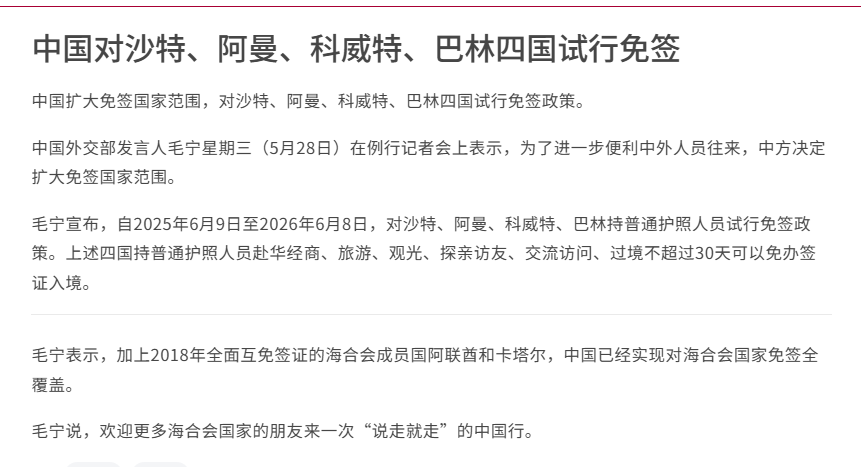 中国对沙特、阿曼、科威特、巴林四国试行免签
中国扩大免签国家范围，对沙特、阿曼、科威特、巴林四国试行免签政策。
中国外交部发言人毛宁星期三（5月28日）在例行记者会上表示，为了进一步便利中外人员往来，中方决定
扩大免签国家范围。
毛宁宣布，自2025年6月9日至2026年6月8日，对沙特、阿曼、科威特、巴林持普通护照人员试行免签政
策。上述四国持普通护照人员赴华经商、旅游、观光、探亲访友、交流访问、过境不超过30天可以免办签
证入境。
毛宁表示，加上2018年全面互免签证的海合会成员国阿联酋和卡塔尔，中国已经实现对海合会国家免签全
覆盖。
毛宁说，欢迎更多海合会国家的朋友来一次“说走就走”的中国行。